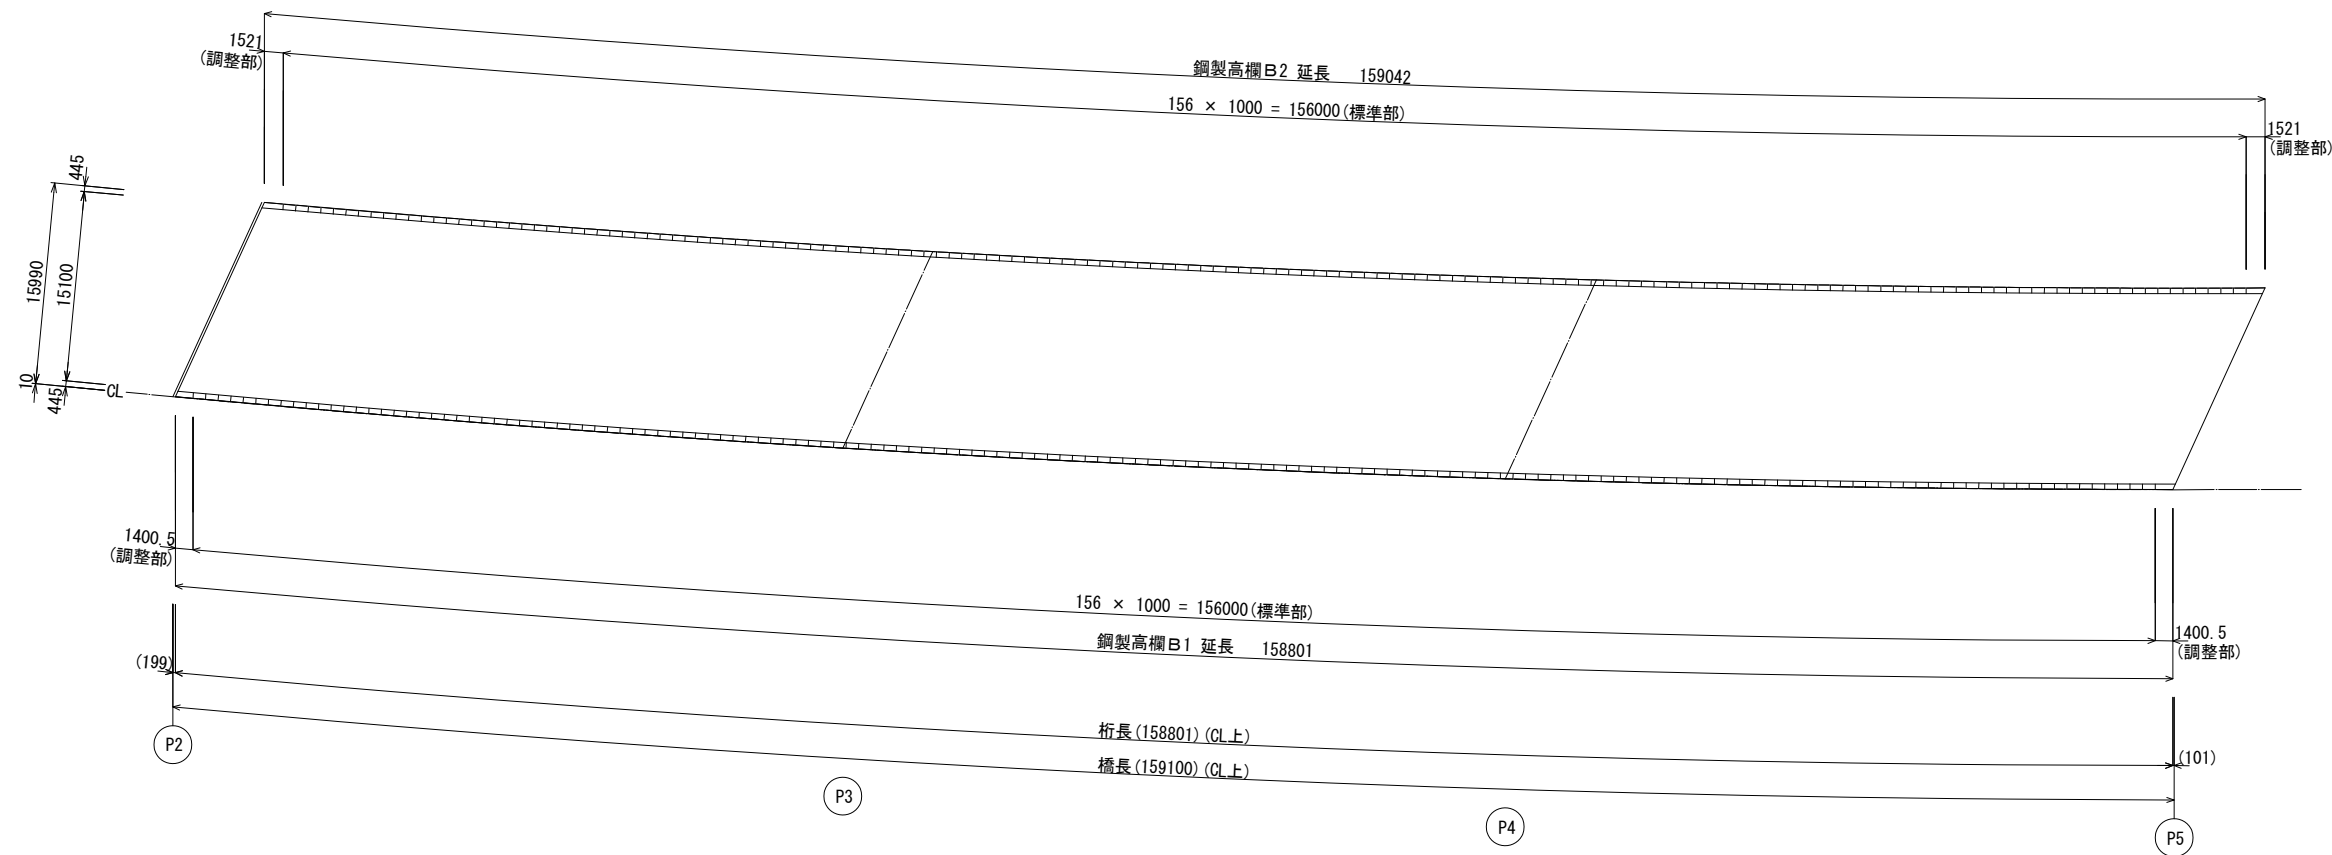 1521
(調整部)
鋼製高欄B2 延長 159042
156 × 1000 = 156000(標準部)
1521
(調整部)
445
15990
15100
10
445
CL
1400.5
(調整部)
156 × 1000 = 156000(標準部)
鋼製高欄B1 延長 158801
1400.5
(調整部)
(199)
桁長(158801)(CL上)
(101)
橋長(159100)(CL上)
P2
P3
P4
P5